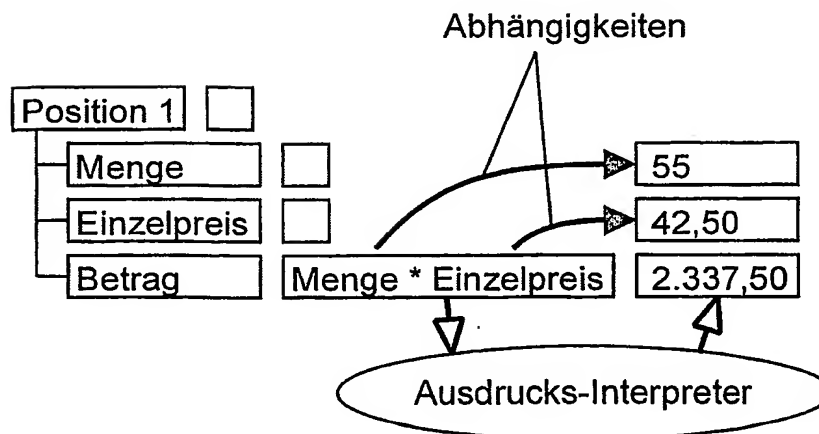 Abhängigkeiten
Position 1
Menge 55
Einzelpreis 42,50
Betrag Menge * Einzelpreis 2.337,50
Ausdrucks-Interpreter